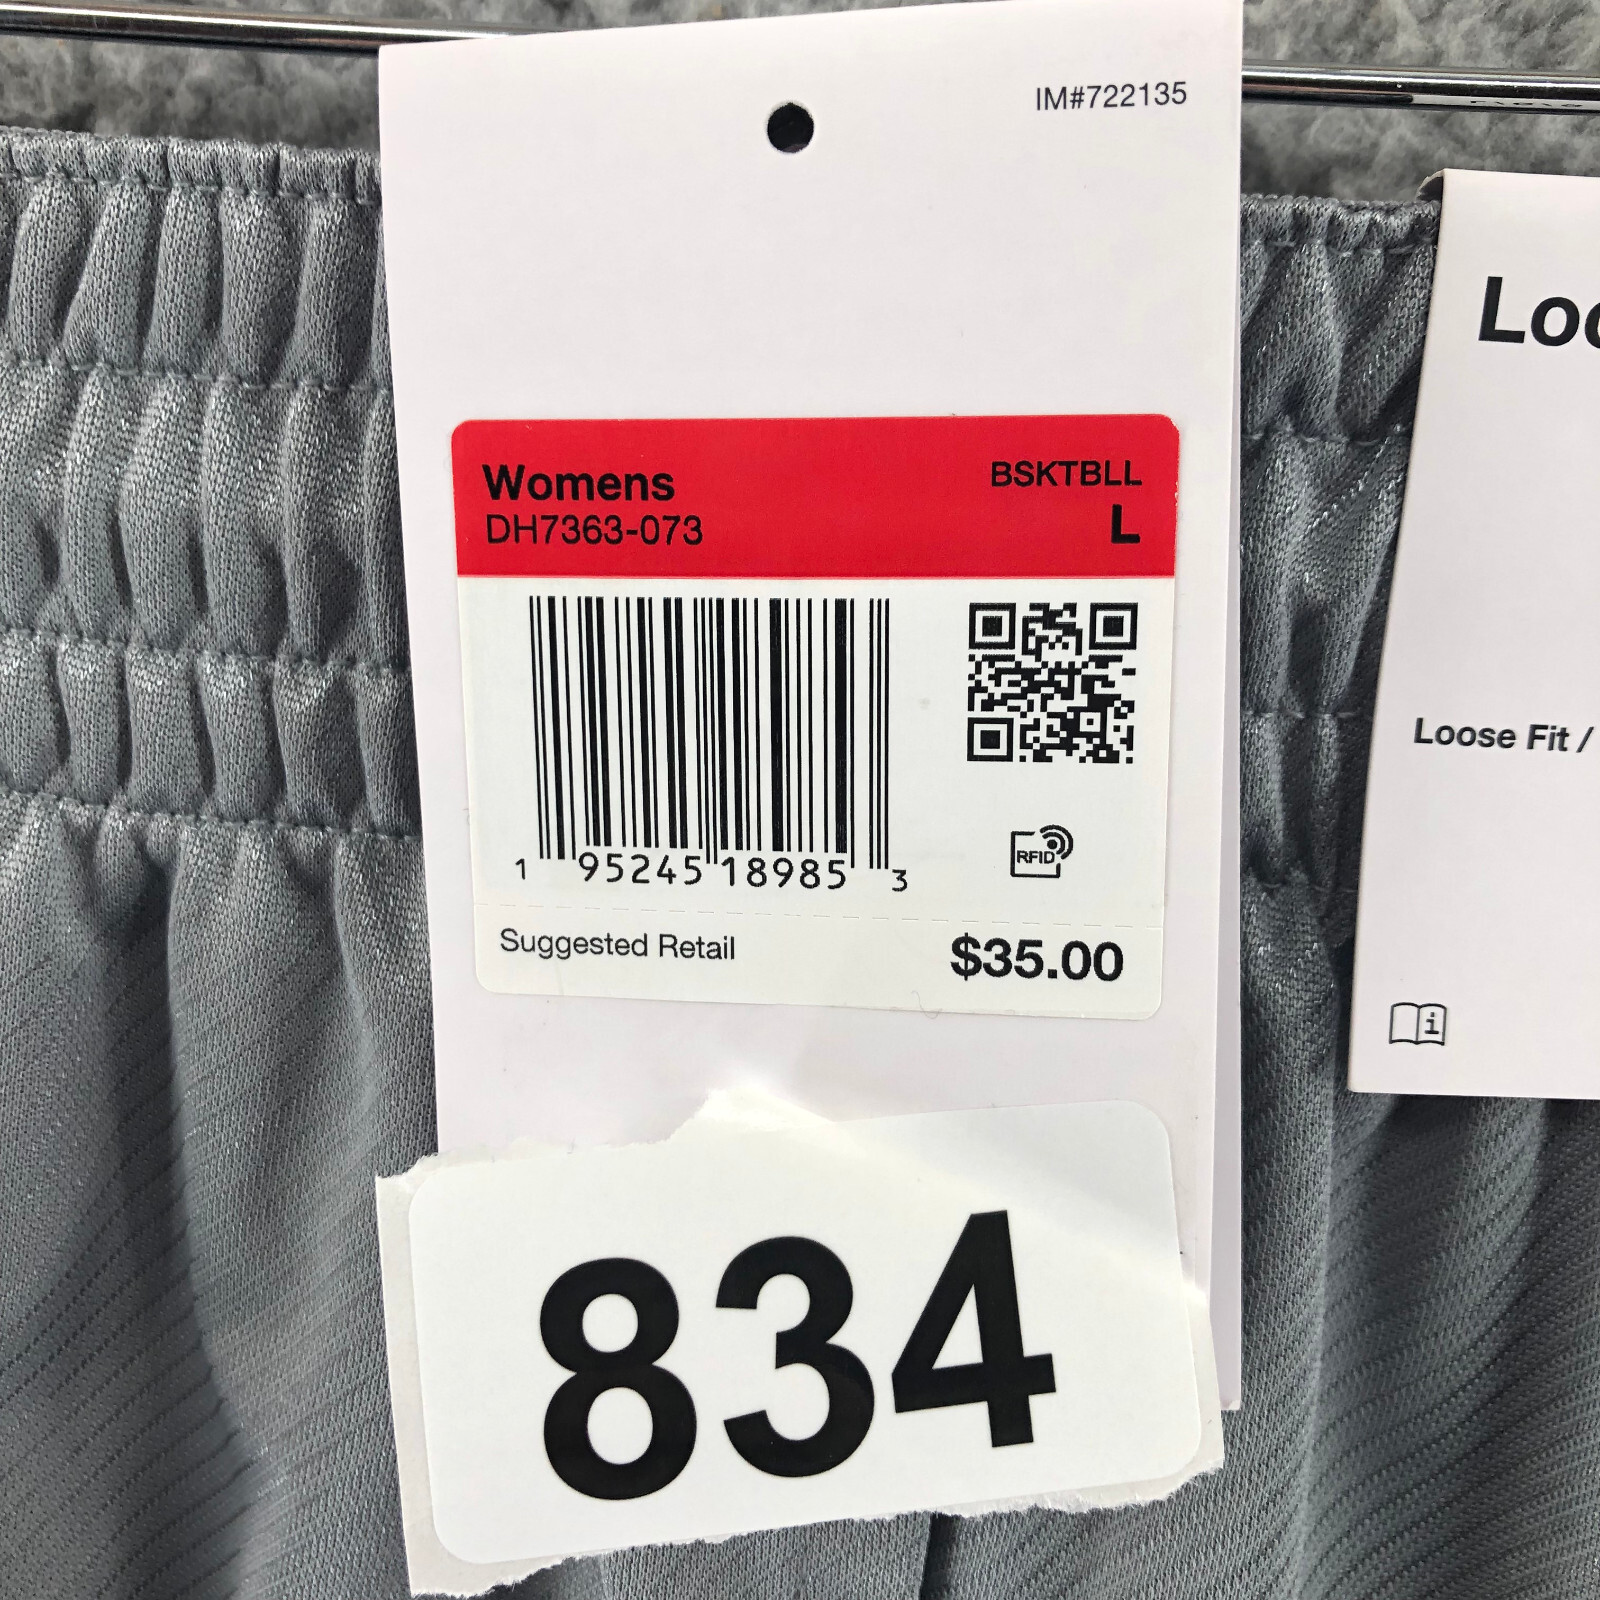 IM#722135
Womens
BSKTBLL
DH7363-073
L
1 95245 18985 3
RFID
Suggested Retail
$35.00
834
Loose Fit /
i